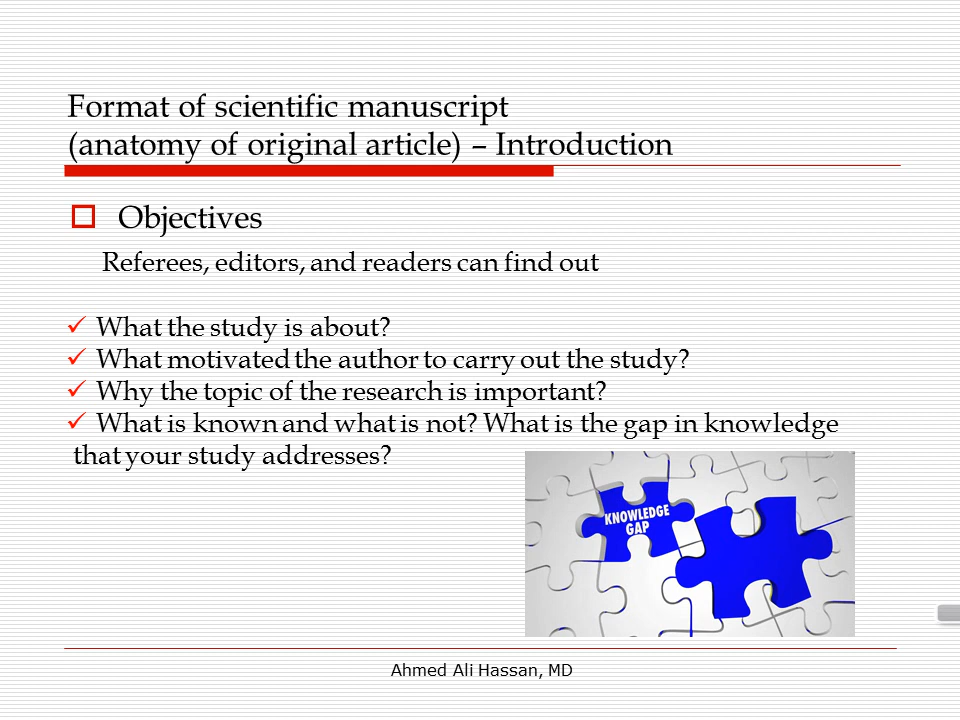 Format of scientific manuscript
(anatomy of original article) – Introduction
Objectives
Referees, editors, and readers can find out
What the study is about?
What motivated the author to carry out the study?
Why the topic of the research is important?
What is known and what is not? What is the gap in knowledge
that your study addresses?
KNOWLEDGE
GAP
Ahmed Ali Hassan, MD